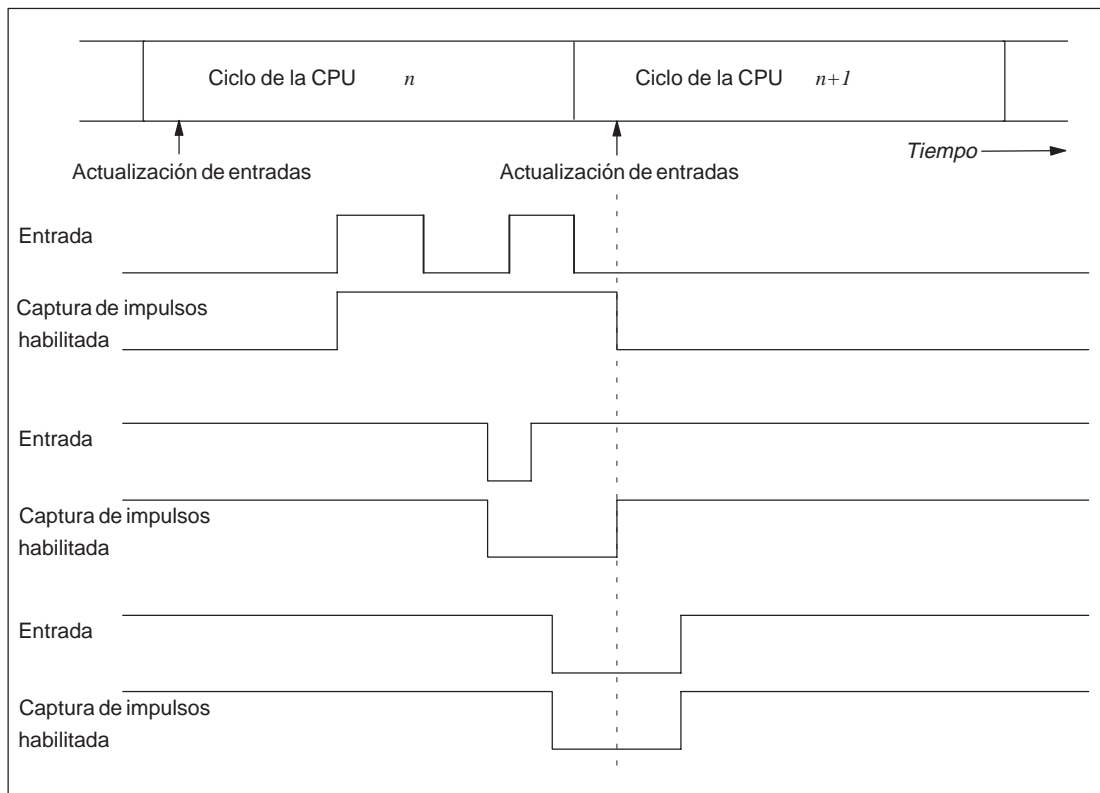 Ciclo de la CPU n
Ciclo de la CPU n+1
Tiempo
Actualización de entradas
Actualización de entradas
Entrada
Captura de impulsos
habilitada
Entrada
Captura de impulsos
habilitada
Entrada
Captura de impulsos
habilitada